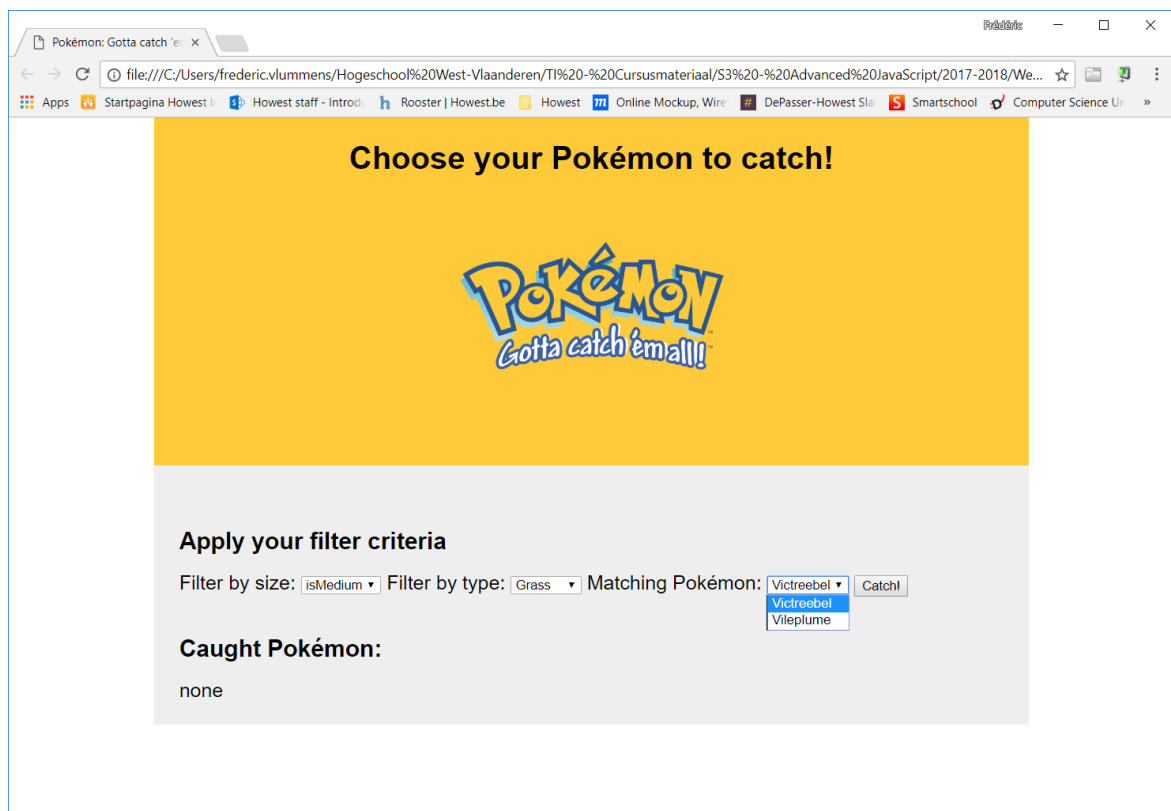 Frédéric
Pokémon: Gotta catch 'e
file:///C:/Users/frederic.vlummens/Hogeschool%20West-Vlaanderen/TI%20-%20Cursusmateriaal/S3%20-%20Advanced%20JavaScript/2017-2018/We...
Apps Startpagina Howest I Howest staff - Introd Rooster | Howest.be Howest Online Mockup, Wire DePasser-Howest Sla Smartschool Computer Science Un »
Choose your Pokémon to catch!
POKéMON™
Gotta catch 'em all!!™
Apply your filter criteria
Filter by size: isMedium Filter by type: Grass Matching Pokémon: Victreebel Catch!
Victreebel
Vileplume
Caught Pokémon:
none